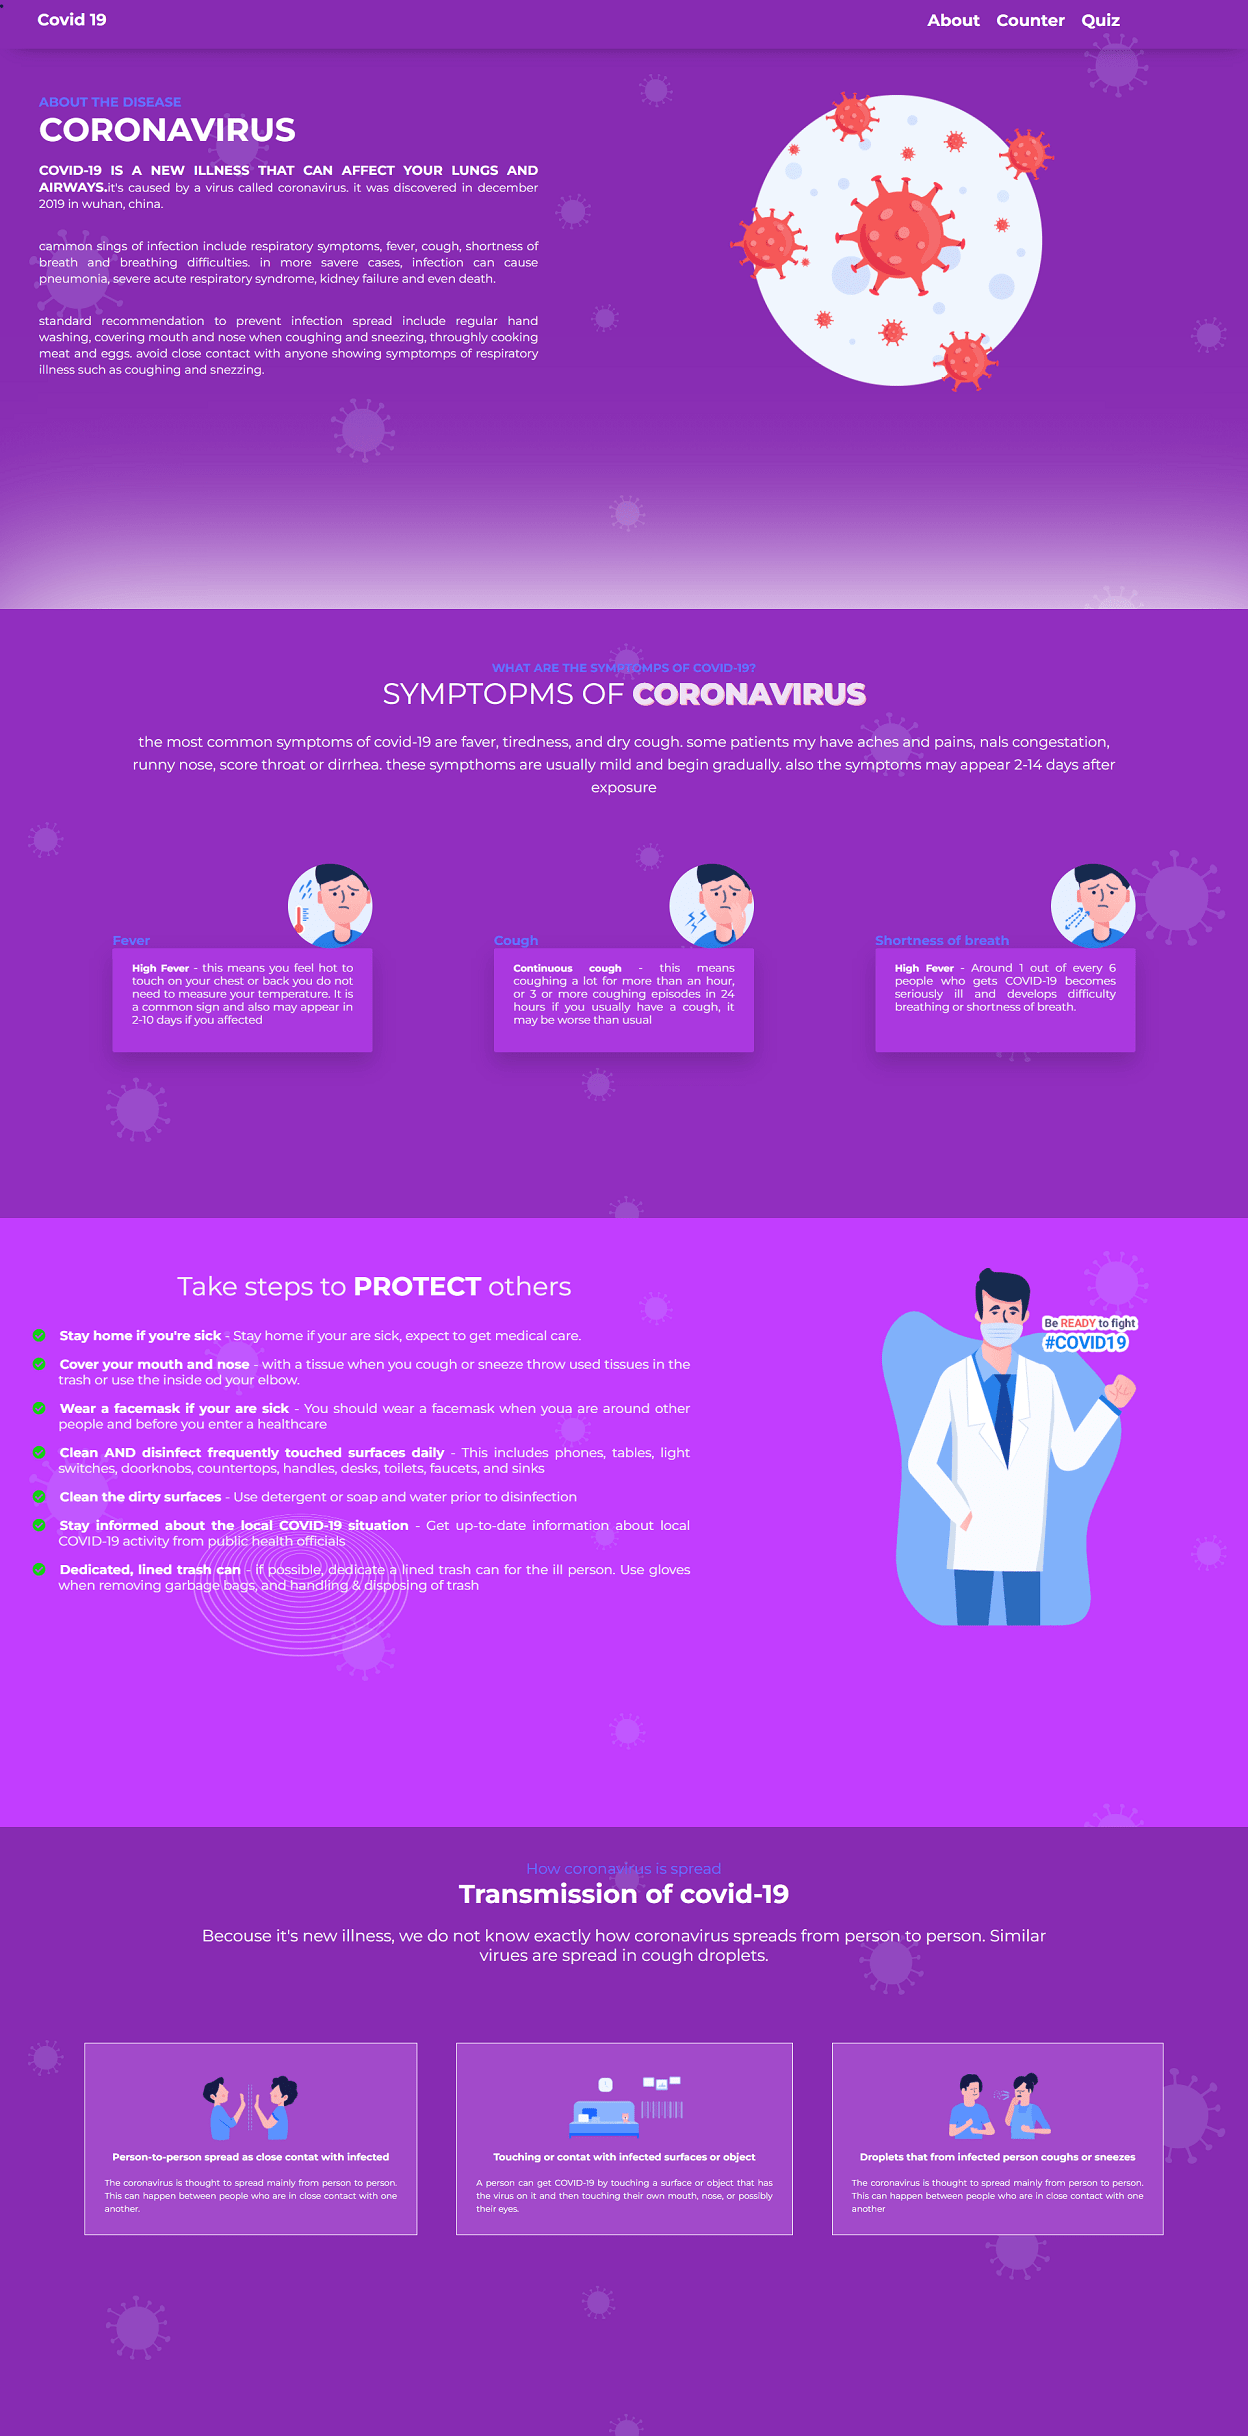 Covid 19
About Counter Quiz
ABOUT THE DISEASE
CORONAVIRUS
COVID-19 IS A NEW ILLNESS THAT CAN AFFECT YOUR LUNGS AND
AIRWAYS.it's caused by a virus called coronavirus. it was discovered in december
2019 in wuhan, china.
cammon sings of infection include respiratory symptoms, fever, cough, shortness of
breath and breathing difficulties. in more savere cases, infection can cause
pneumonia, severe acute respiratory syndrome, kidney failure and even death.
standard recommendation to prevent infection spread include regular hand
washing, covering mouth and nose when coughing and sneezing, throughly cooking
meat and eggs. avoid close contact with anyone showing symptomps of respiratory
illness such as coughing and snezzing.
WHAT ARE THE SYMPTOMPS OF COVID-19?
SYMPTOPMS OF CORONAVIRUS
the most common symptoms of covid-19 are faver, tiredness, and dry cough. some patients my have aches and pains, nals congestation,
runny nose, score throat or dirrhea. these sympthoms are usually mild and begin gradually. also the symptoms may appear 2-14 days after
exposure
Fever
High Fever - this means you feel hot to
touch on your chest or back you do not
need to measure your temperature. It is
a common sign and also may appear in
2-10 days if you affected
Cough
Continuous cough - this means
coughing a lot for more than an hour,
or 3 or more coughing episodes in 24
hours if you usually have a cough, it
may be worse than usual
Shortness of breath
High Fever - Around 1 out of every 6
people who gets COVID-19 becomes
seriously ill and develops difficulty
breathing or shortness of breath.
Take steps to PROTECT others
Stay home if you're sick - Stay home if your are sick, expect to get medical care.
Cover your mouth and nose - with a tissue when you cough or sneeze throw used tissues in the
trash or use the inside od your elbow.
Wear a facemask if your are sick - You should wear a facemask when youa are around other
people and before you enter a healthcare
Clean AND disinfect frequently touched surfaces daily - This includes phones, tables, light
switches, doorknobs, countertops, handles, desks, toilets, faucets, and sinks
Clean the dirty surfaces - Use detergent or soap and water prior to disinfection
Stay informed about the local COVID-19 situation - Get up-to-date information about local
COVID-19 activity from public health officials
Dedicated, lined trash can - if possible, dedicate a lined trash can for the ill person. Use gloves
when removing garbage bags, and handling & disposing of trash
Be READY to fight
#COVID19
How coronavirus is spread
Transmission of covid-19
Becouse it's new illness, we do not know exactly how coronavirus spreads from person to person. Similar
virues are spread in cough droplets.
Person-to-person spread as close contat with infected
The coronavirus is thought to spread mainly from person to person.
This can happen between people who are in close contact with one
another.
Touching or contat with infected surfaces or object
A person can get COVID-19 by touching a surface or object that has
the virus on it and then touching their own mouth, nose, or possibly
their eyes.
Droplets that from infected person coughs or sneezes
The coronavirus is thought to spread mainly from person to person.
This can happen between people who are in close contact with one
another